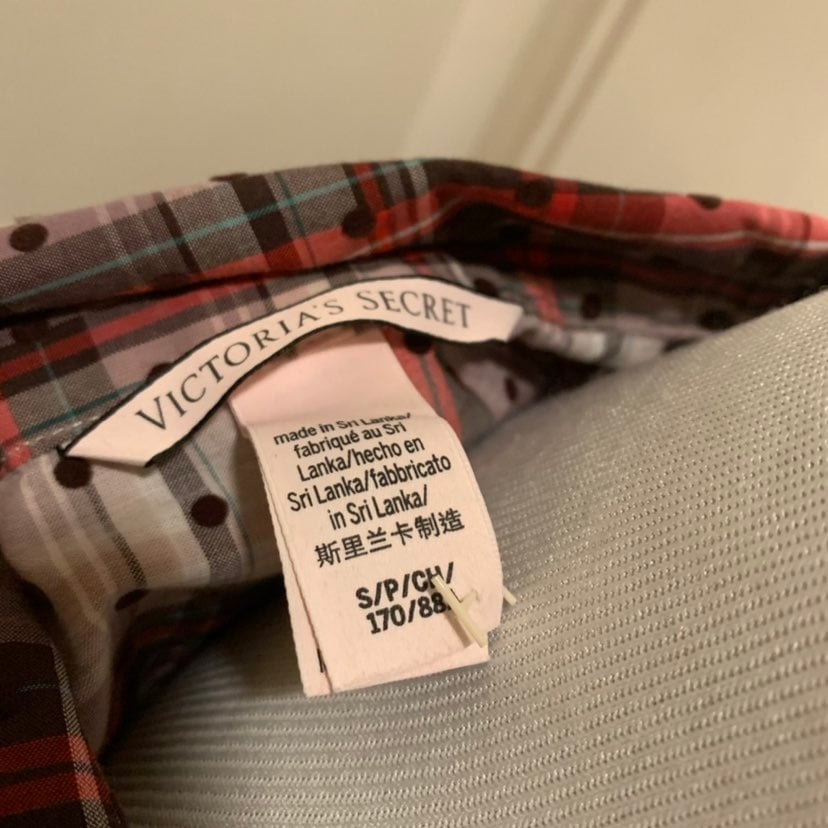 VICTORIA'S SECRET
made in Sri Lanka/
fabriqué au Sri
Lanka/hecho en
Sri Lanka/fabbricato
in Sri Lanka/
斯里兰卡制造
S/P/CH/
170/88